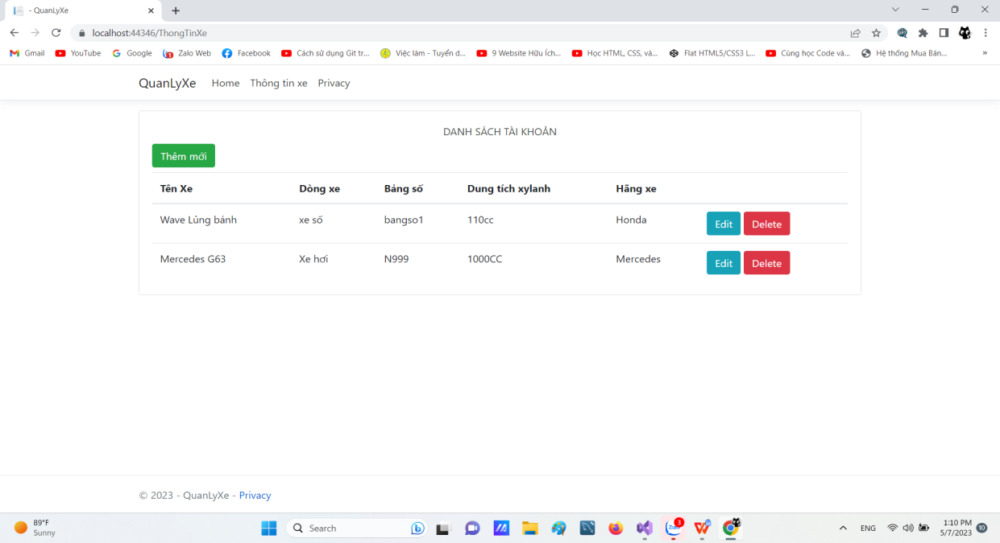 - QuanLyXe
localhost:44346/ThongTinXe
Gmail YouTube Google Zalo Web Facebook Cách sử dụng Git tr... Việc làm - Tuyển d... 9 Website Hữu Ích... Học HTML, CSS, và... Flat HTML5/CSS3 L... Cùng học Code và... Hệ thống Mua Bán... »
QuanLyXe Home Thông tin xe Privacy
DANH SÁCH TÀI KHOẢN
Thêm mới
Tên Xe Dòng xe Bảng số Dung tích xylanh Hãng xe
Wave Lủng bánh xe số bangso1 110cc Honda Edit Delete
Mercedes G63 Xe hơi N999 1000CC Mercedes Edit Delete
© 2023 - QuanLyXe - Privacy
89°F
Sunny
Search
Zalo
3
ENG
1:10 PM
5/7/2023
10